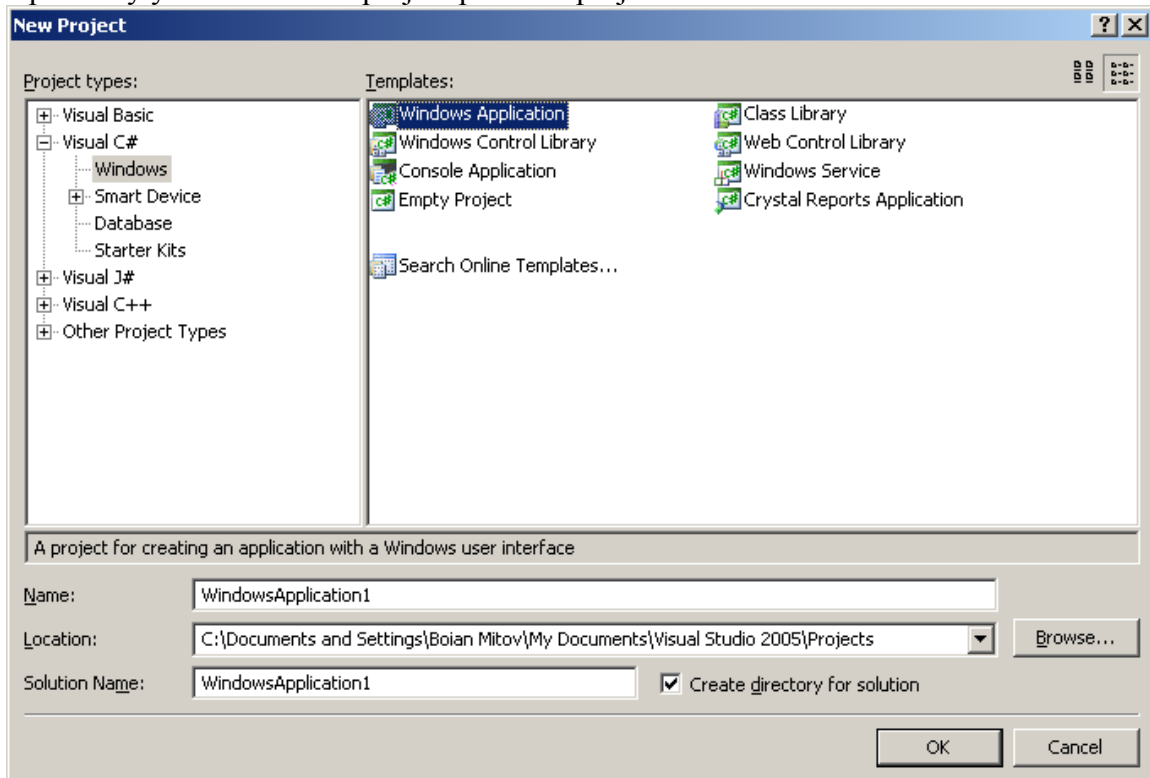 New Project
Project types:
Templates:
Visual Basic
Visual C#
Windows
Smart Device
Database
Starter Kits
Visual J#
Visual C++
Other Project Types
Windows Application
Windows Control Library
Console Application
Empty Project
Search Online Templates...
Class Library
Web Control Library
Windows Service
Crystal Reports Application
A project for creating an application with a Windows user interface
Name:
WindowsApplication1
Location:
C:\Documents and Settings\Boian Mitov\My Documents\Visual Studio 2005\Projects
Browse...
Solution Name:
WindowsApplication1
Create directory for solution
OK
Cancel